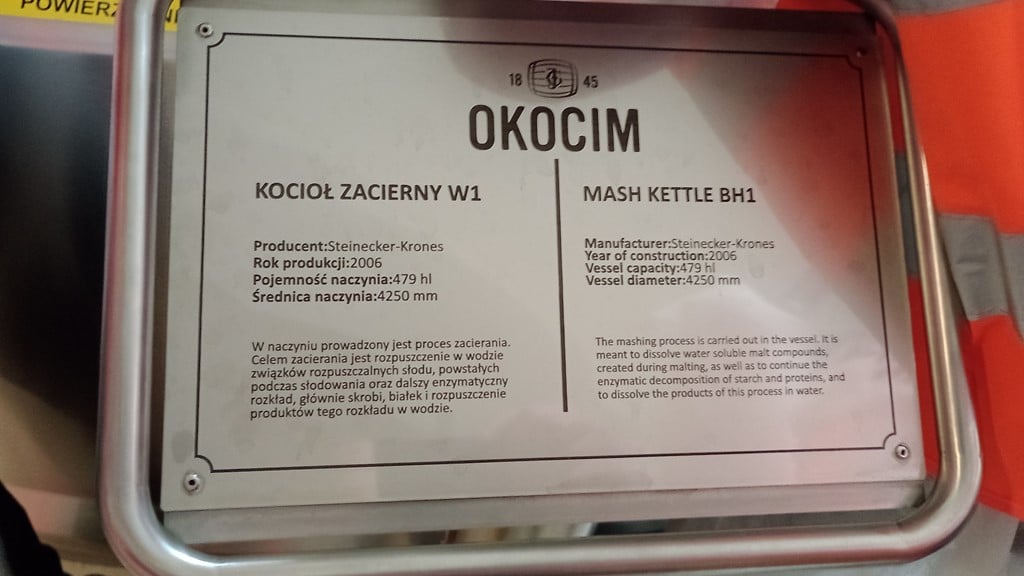 POWIERZ
18 45
OKOCIM
KOCIOŁ ZACIERNY W1
Producent:Steinecker-Krones
Rok produkcji:2006
Pojemność naczynia:479 hl
Średnica naczynia:4250 mm
W naczyniu prowadzony jest proces zacierania.
Celem zacierania jest rozpuszczenie w wodzie
związków rozpuszczalnych słodu, powstałych
podczas słodowania oraz dalszy enzymatyczny
rozkład, głównie skrobi, białek i rozpuszczenie
produktów tego rozkładu w wodzie.
MASH KETTLE BH1
Manufacturer:Steinecker-Krones
Year of construction:2006
Vessel capacity:479 hl
Vessel diameter:4250 mm
The mashing process is carried out in the vessel. It is
meant to dissolve water soluble malt compounds,
created during malting, as well as to continue the
enzymatic decomposition of starch and proteins, and
to dissolve the products of this process in water.